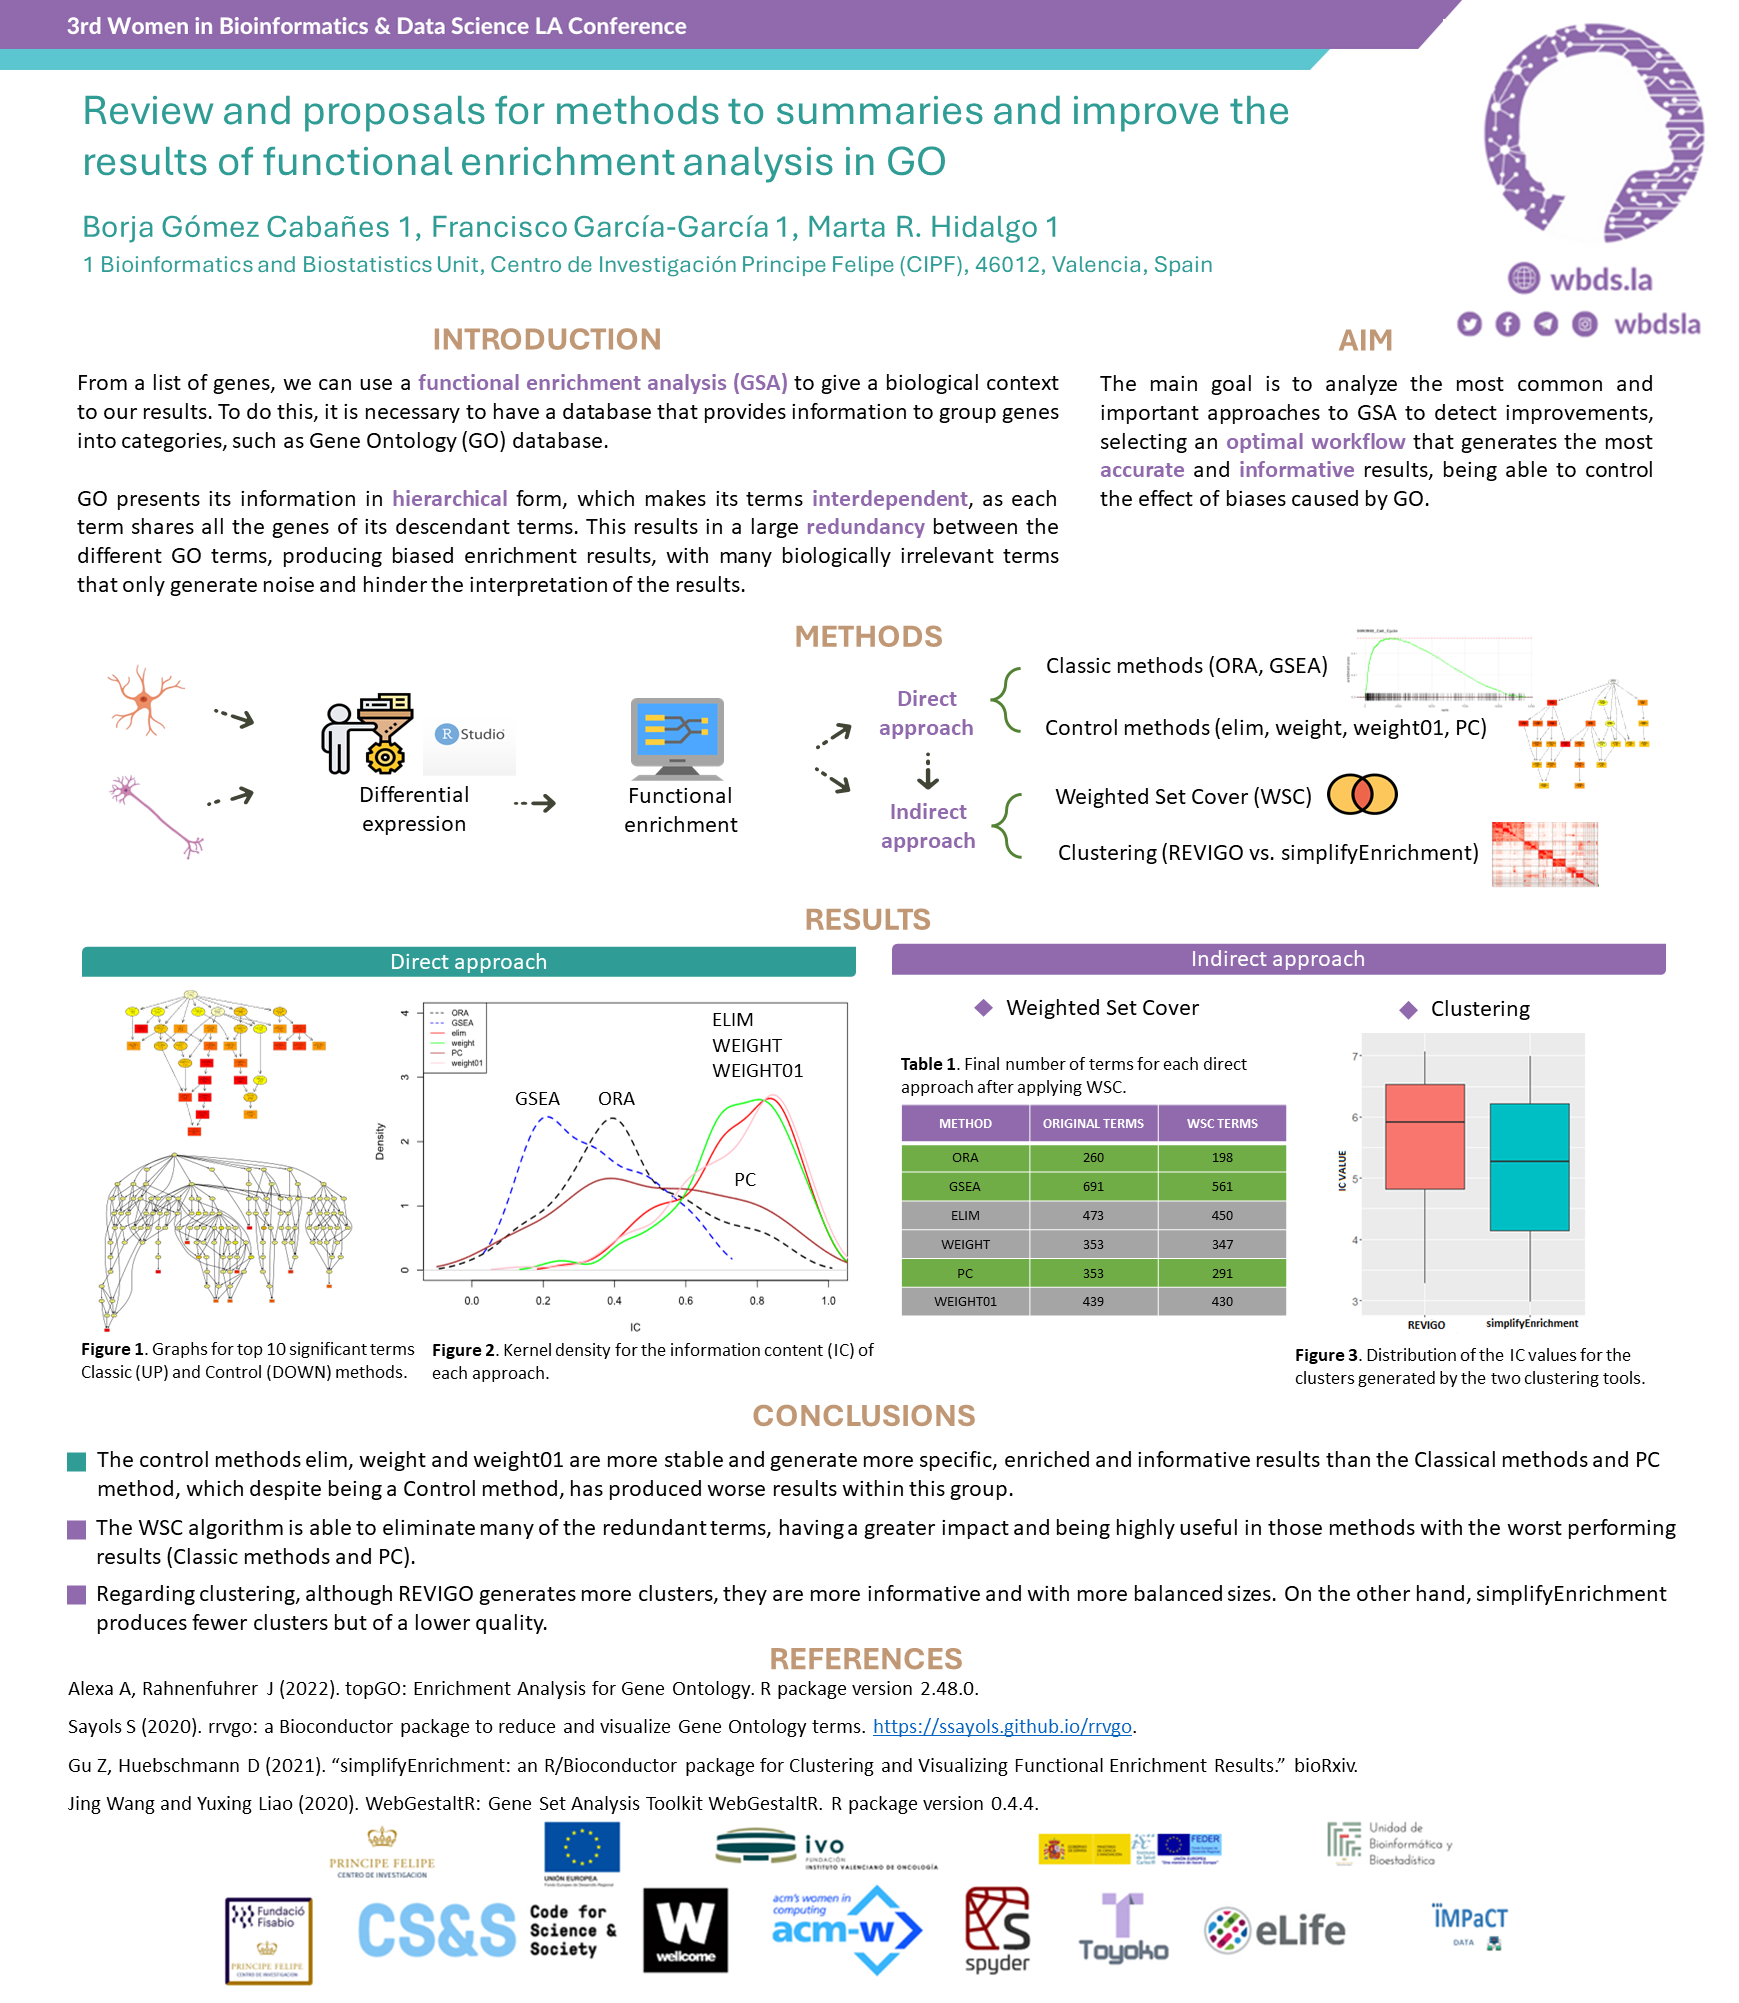 3rd Women in Bioinformatics & Data Science LA Conference
Review and proposals for methods to summaries and improve the
results of functional enrichment analysis in GO
Borja Gómez Cabañes 1, Francisco García-García 1, Marta R. Hidalgo 1
1 Bioinformatics and Biostatistics Unit, Centro de Investigación Principe Felipe (CIPF), 46012, Valencia, Spain
wbds.la
wbdsla
INTRODUCTION
From a list of genes, we can use a functional enrichment analysis (GSA) to give a biological context
to our results. To do this, it is necessary to have a database that provides information to group genes
into categories, such as Gene Ontology (GO) database.
GO presents its information in hierarchical form, which makes its terms interdependent, as each
term shares all the genes of its descendant terms. This results in a large redundancy between the
different GO terms, producing biased enrichment results, with many biologically irrelevant terms
that only generate noise and hinder the interpretation of the results.
AIM
The main goal is to analyze the most common and
important approaches to GSA to detect improvements,
selecting an optimal workflow that generates the most
accurate and informative results, being able to control
the effect of biases caused by GO.
METHODS
R Studio
Differential
expression
Functional
enrichment
Direct
approach
Indirect
approach
Classic methods (ORA, GSEA)
Control methods (elim, weight, weight01, PC)
Weighted Set Cover (WSC)
Clustering (REVIGO vs. simplifyEnrichment)
RESULTS
Direct approach
ORA
GSEA
elim
weight
PC
weight01
ELIM
WEIGHT
WEIGHT01
GSEA
ORA
PC
Density
0 1 2 3 4
0.0 0.2 0.4 0.6 0.8 1.0
IC
Figure 1. Graphs for top 10 significant terms
Classic (UP) and Control (DOWN) methods.
Figure 2. Kernel density for the information content (IC) of
each approach.
Indirect approach
Weighted Set Cover
Table 1. Final number of terms for each direct
approach after applying WSC.
METHOD ORIGINAL TERMS WSC TERMS
ORA 260 198
GSEA 691 561
ELIM 473 450
WEIGHT 353 347
PC 353 291
WEIGHT01 439 430
Clustering
IC VALUE
7
6
5
4
3
REVIGO simplifyEnrichment
Figure 3. Distribution of the IC values for the
clusters generated by the two clustering tools.
CONCLUSIONS
The control methods elim, weight and weight01 are more stable and generate more specific, enriched and informative results than the Classical methods and PC
method, which despite being a Control method, has produced worse results within this group.
The WSC algorithm is able to eliminate many of the redundant terms, having a greater impact and being highly useful in those methods with the worst performing
results (Classic methods and PC).
Regarding clustering, although REVIGO generates more clusters, they are more informative and with more balanced sizes. On the other hand, simplifyEnrichment
produces fewer clusters but of a lower quality.
REFERENCES
Alexa A, Rahnenfuhrer J (2022). topGO: Enrichment Analysis for Gene Ontology. R package version 2.48.0.
Sayols S (2020). rrvgo: a Bioconductor package to reduce and visualize Gene Ontology terms. https://ssayols.github.io/rrvgo.
Gu Z, Huebschmann D (2021). “simplifyEnrichment: an R/Bioconductor package for Clustering and Visualizing Functional Enrichment Results.” bioRxiv.
Jing Wang and Yuxing Liao (2020). WebGestaltR: Gene Set Analysis Toolkit WebGestaltR. R package version 0.4.4.
PRINCIPE FELIPE
CENTRO DE INVESTIGACION
UNIÓN EUROPEA
ivo
FUNDACIÓN
INSTITUTO VALENCIANO DE ONCOLOGÍA
FEDER
Unidad de
Bioinformática y
Bioestadística
Fundació
Fisabio
PRINCIPE FELIPE
CENTRO DE INVESTIGACION
CS&S
Code for
Science &
Society
W
wellcome
acm's women in
computing
acm-w
spyder
Toyoko
eLife
IMPaCT
DATA